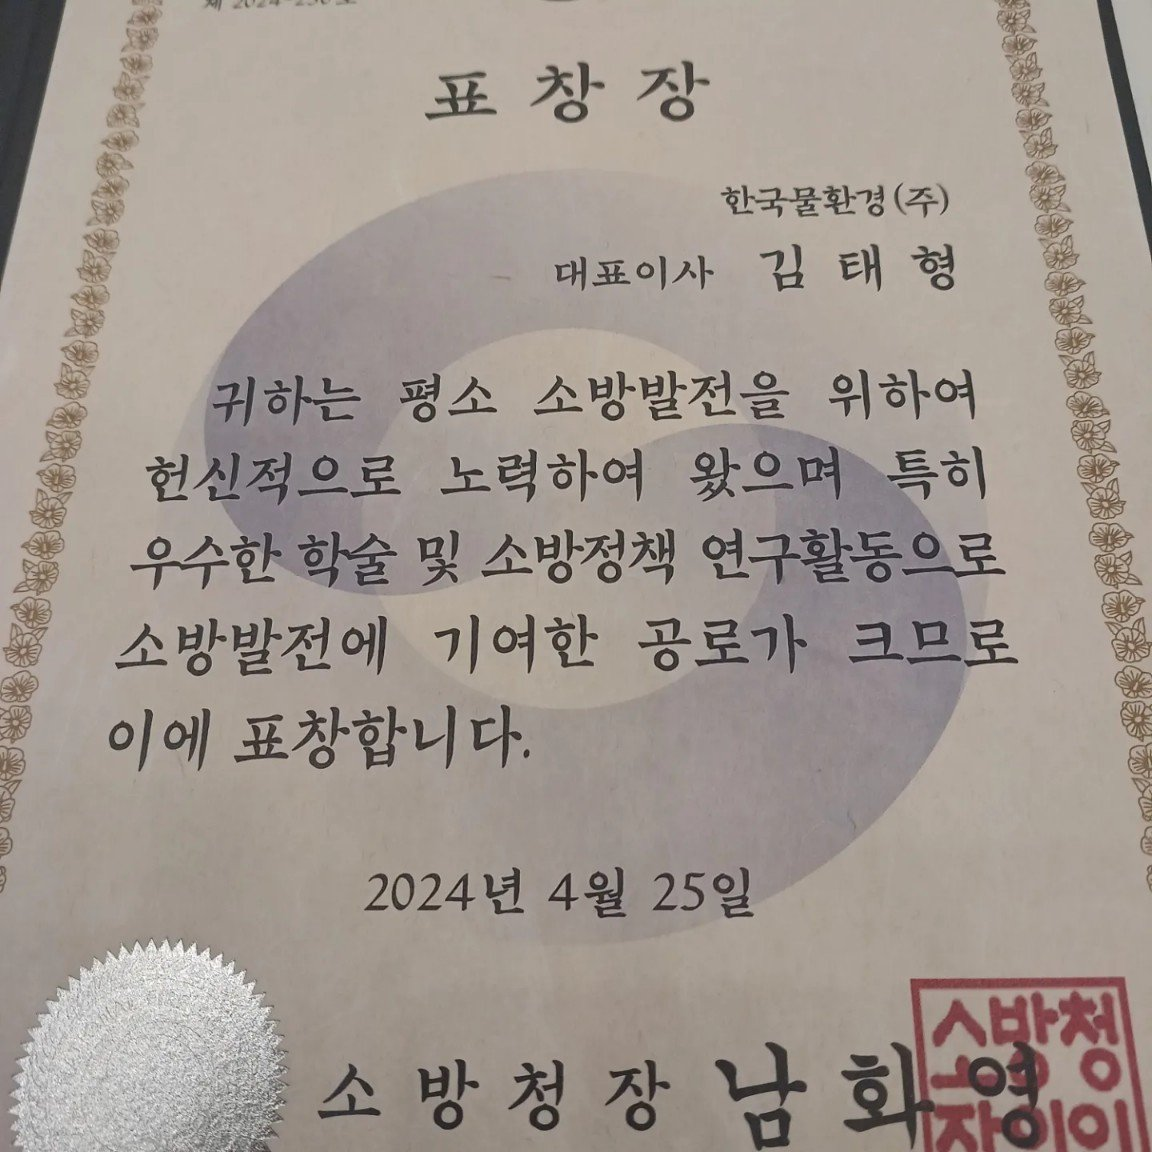 표 창 장
한국물환경(주)
대표이사 김 태 형
귀하는 평소 소방발전을 위하여
헌신적으로 노력하여 왔으며 특히
우수한 학술 및 소방정책 연구활동으로
소방발전에 기여한 공로가 크므로
이에 표창합니다.
2024년 4월 25일
소 방 청 장 남 화 영
소방청